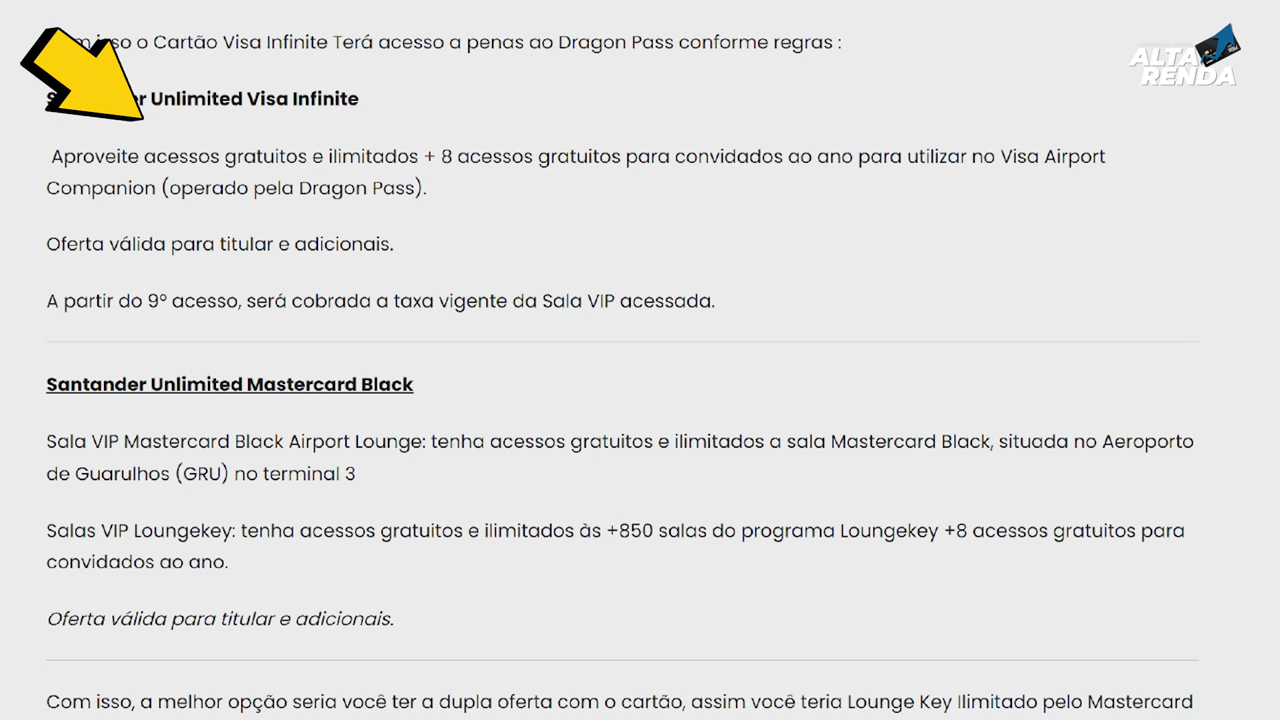 o Cartão Visa Infinite Terá acesso a penas ao Dragon Pass conforme regras :
ALTA
RENDA
Unlimited Visa Infinite
Aproveite acessos gratuitos e ilimitados + 8 acessos gratuitos para convidados ao ano para utilizar no Visa Airport
Companion (operado pela Dragon Pass).
Oferta válida para titular e adicionais.
A partir do 9º acesso, será cobrada a taxa vigente da Sala VIP acessada.
Santander Unlimited Mastercard Black
Sala VIP Mastercard Black Airport Lounge: tenha acessos gratuitos e ilimitados a sala Mastercard Black, situada no Aeroporto
de Guarulhos (GRU) no terminal 3
Salas VIP Loungekey: tenha acessos gratuitos e ilimitados às +850 salas do programa Loungekey +8 acessos gratuitos para
convidados ao ano.
Oferta válida para titular e adicionais.
Com isso, a melhor opção seria você ter a dupla oferta com o cartão, assim você teria Lounge Key Ilimitado pelo Mastercard